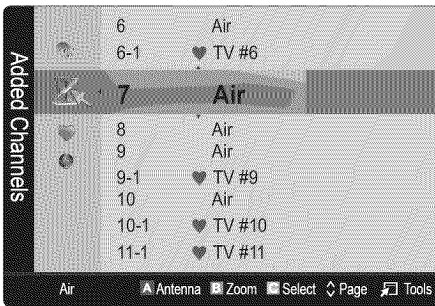 Added Channels
6 Air
6-1 ♥ TV #6
7 Air
8 Air
9 Air
9-1 ♥ TV #9
10 Air
10-1 ♥ TV #10
11-1 ♥ TV #11
Air A Antenna B Zoom C Select Page Tools